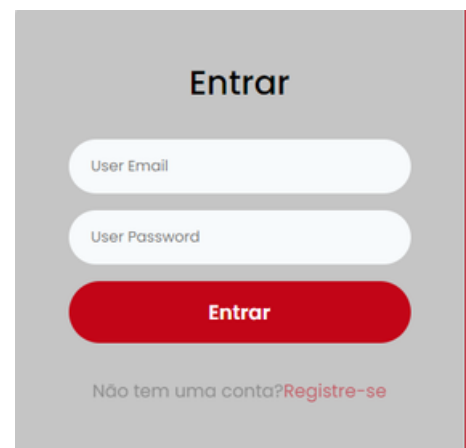 Entrar
User Email
User Password
Entrar
Não tem uma conta?Registre-se